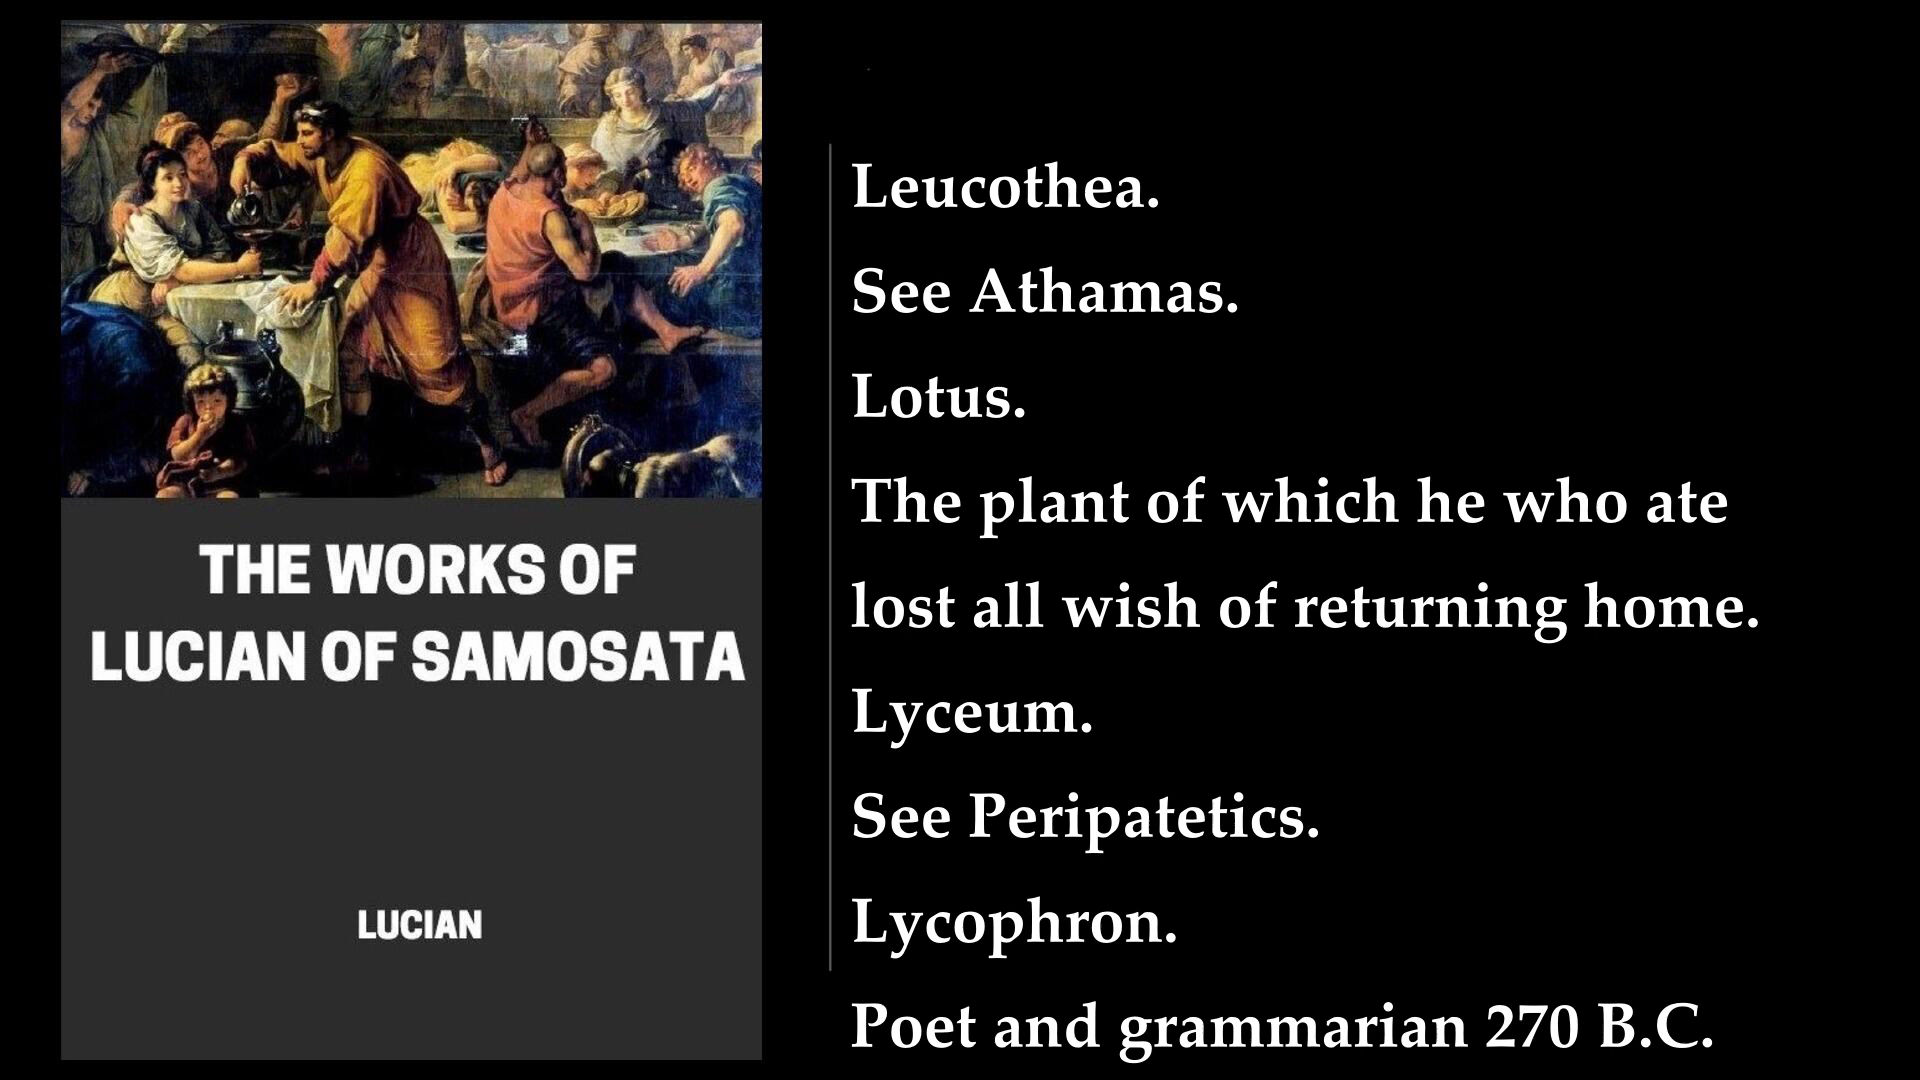 THE WORKS OF
LUCIAN OF SAMOSATA
LUCIAN
Leucothea.
See Athamas.
Lotus.
The plant of which he who ate
lost all wish of returning home.
Lyceum.
See Peripatetics.
Lycophron.
Poet and grammarian 270 B.C.